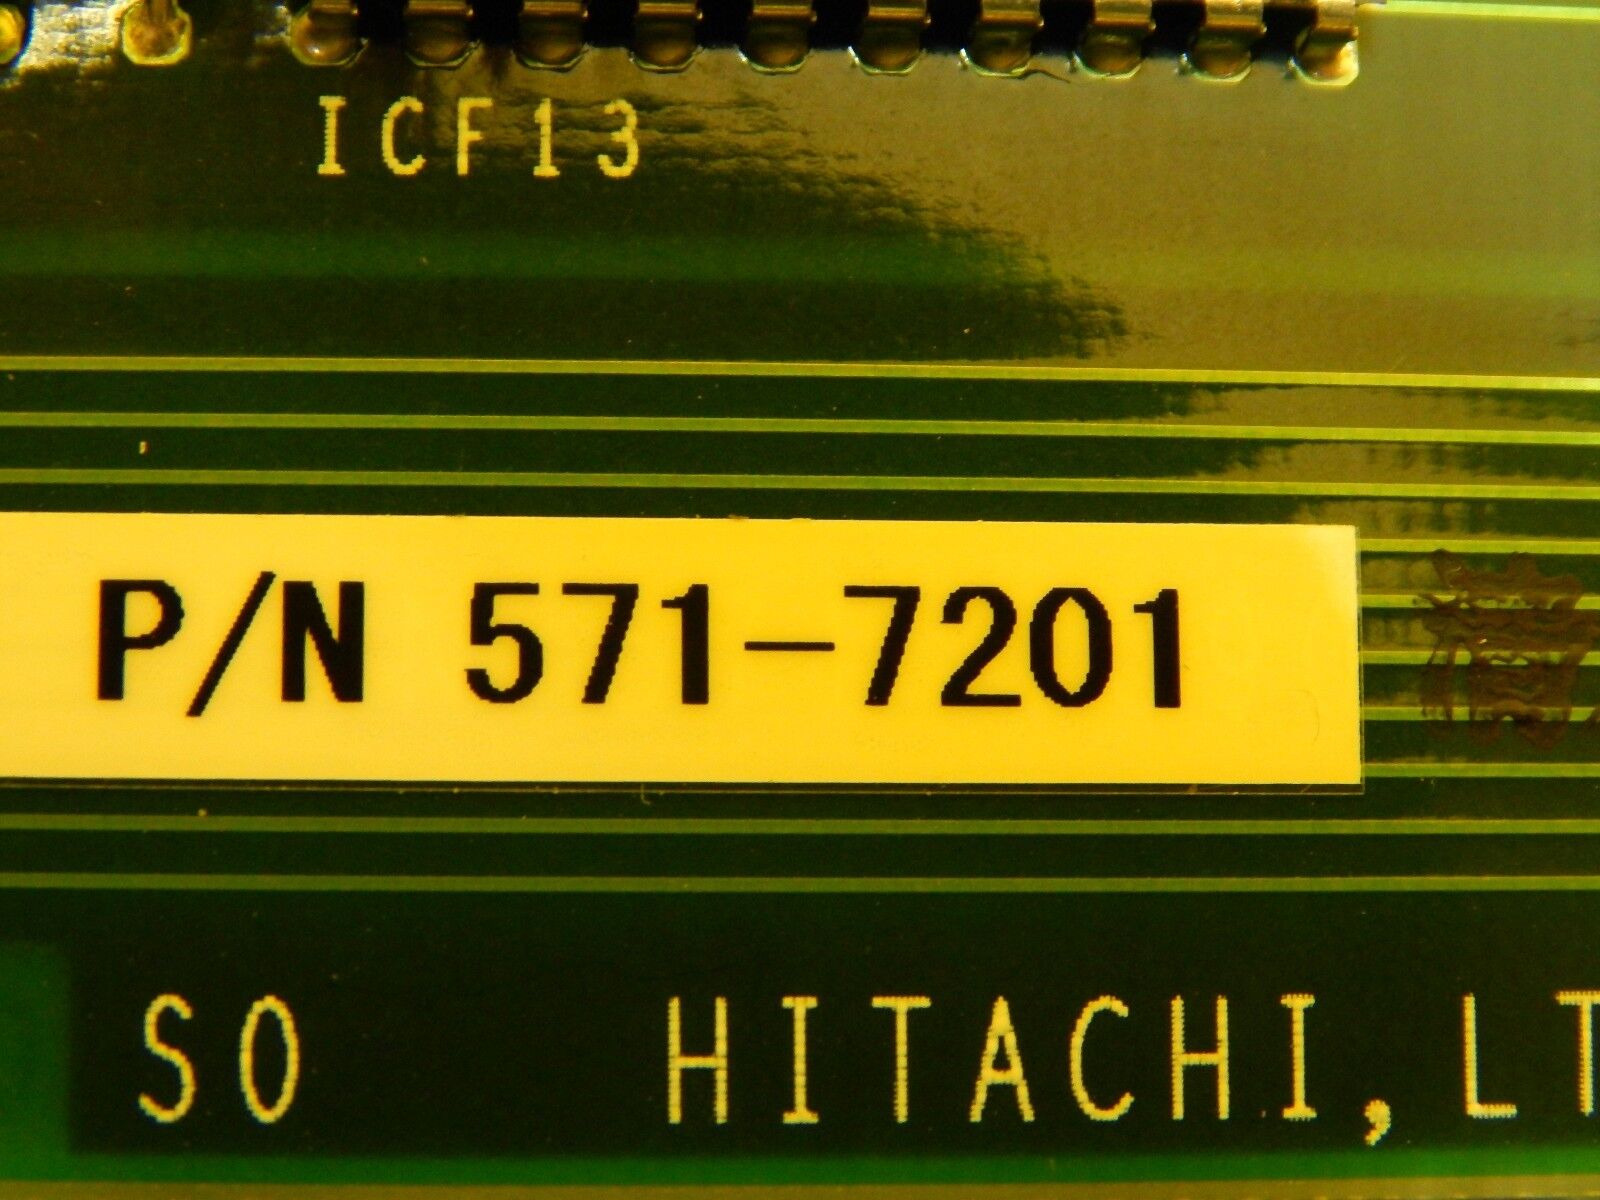 ICF13
P/N 571-7201
SO HITACHI, LT